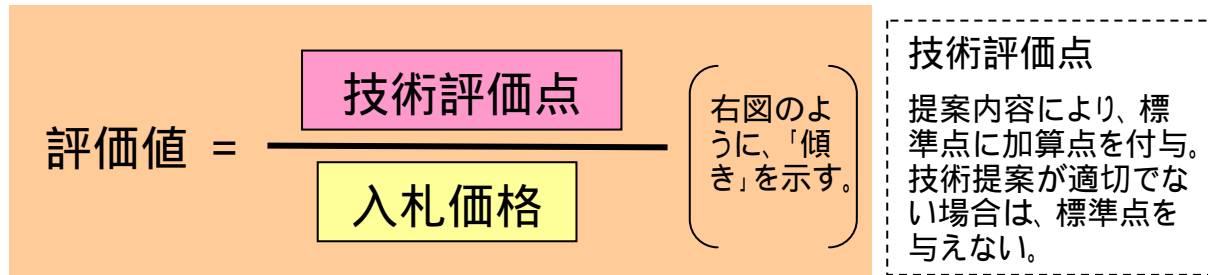 評価値 =
技術評価点
入札価格
右図のよ
うに、「傾
き」を示す。
技術評価点
提案内容により、標
準点に加算点を付与。
技術提案が適切でな
い場合は、標準点を
与えない。